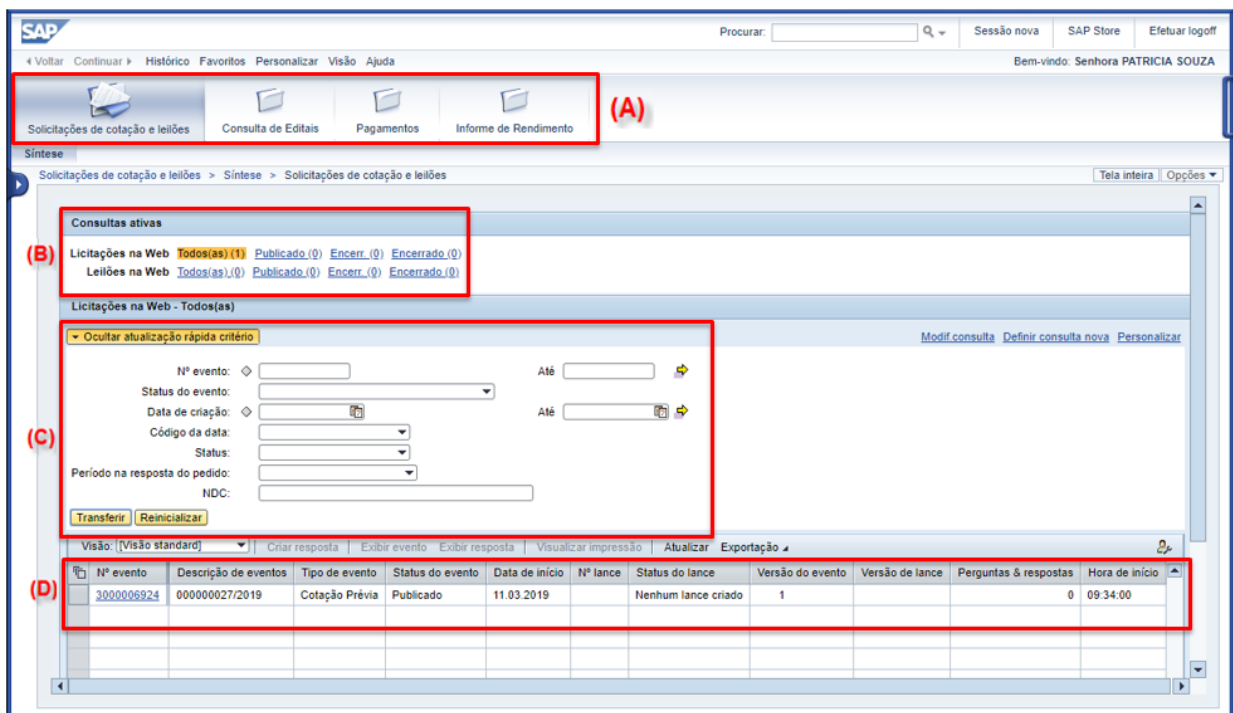 SAP Procurar: Sessão nova SAP Store Efetuar logoff
Voltar Continuar Histórico Favoritos Personalizar Visão Ajuda Bem-vindo: Senhora PATRICIA SOUZA
(A)
Solicitações de cotação e leilões Consulta de Editais Pagamentos Informe de Rendimento
Síntese
Solicitações de cotação e leilões > Síntese > Solicitações de cotação e leilões Tela inteira Opções
Consultas ativas
(B) Licitações na Web Todos(as) (1) Publicado (0) Encerr. (0) Encerrado (0)
Leilões na Web Todos(as) (0) Publicado (0) Encerr. (0) Encerrado (0)
Licitações na Web - Todos(as)
Ocultar atualização rápida critério Modif.consulta Definir consulta nova Personalizar
Nº evento: Até
Status do evento:
Data de criação: Até
(C) Código da data:
Status:
Período na resposta do pedido:
NDC:
Transferir Reinicializar
Visão: [Visão standard] Criar resposta Exibir evento Exibir resposta Visualizar impressão Atualizar Exportação
Nº evento Descrição de eventos Tipo de evento Status do evento Data de início Nº lance Status do lance Versão do evento Versão de lance Perguntas & respostas Hora de início
(D) 3000006924 000000027/2019 Cotação Prévia Publicado 11.03.2019 Nenhum lance criado 1 0 09:34:00